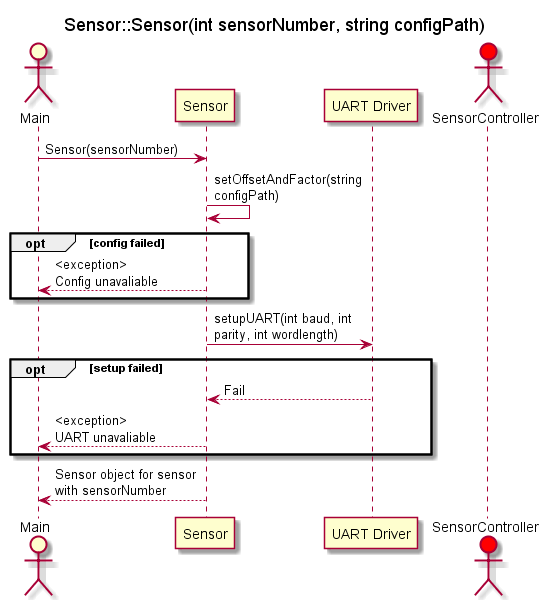 Sensor::Sensor(int sensorNumber, string configPath)
Main
Sensor
UART Driver
SensorController
Sensor(sensorNumber)
setOffsetAndFactor(string
configPath)
opt [config failed]
<exception>
Config unavaliable
setupUART(int baud, int
parity, int wordlength)
opt [setup failed]
Fail
<exception>
UART unavaliable
Sensor object for sensor
with sensorNumber
Main
Sensor
UART Driver
SensorController